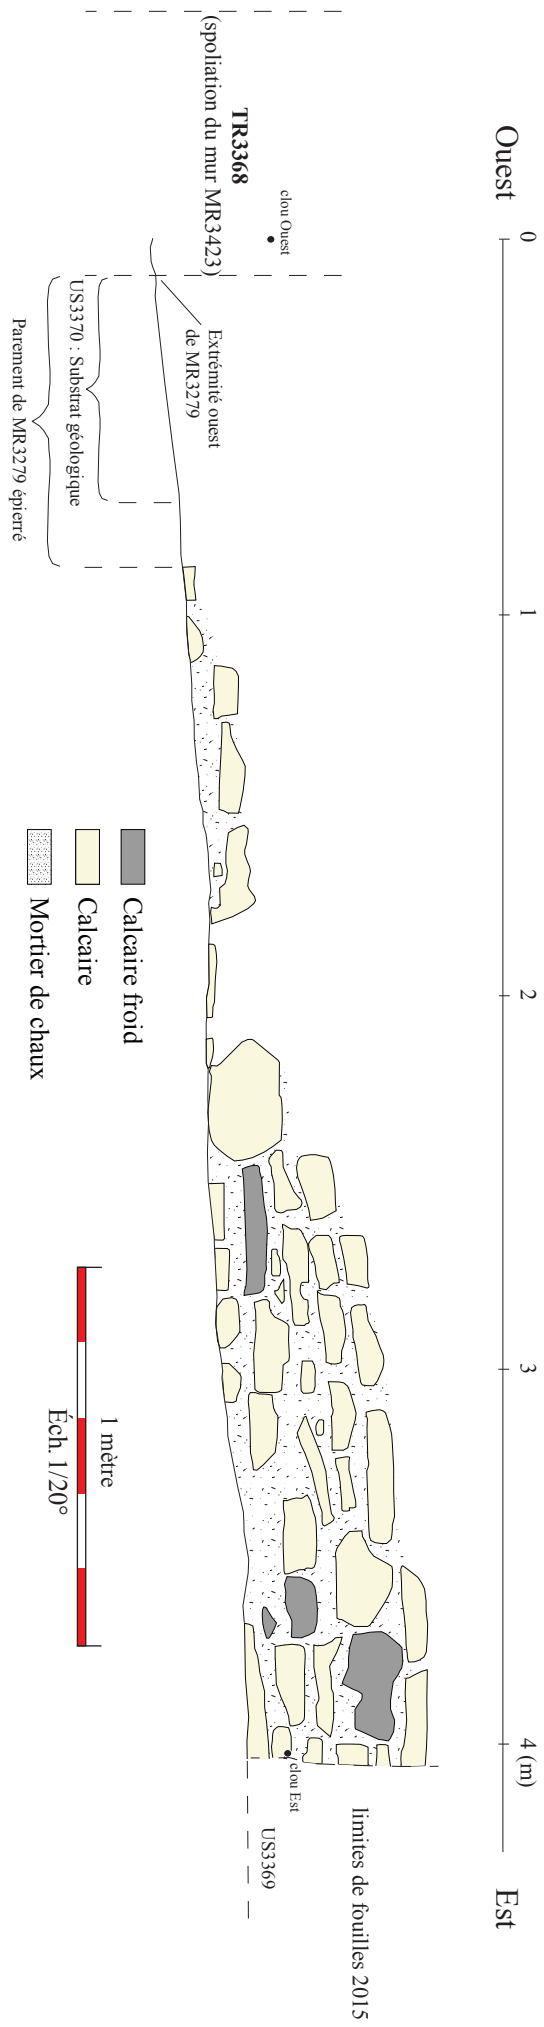 Ouest
Est
0
1
2
3
4 (m)
TR3368
(spoliation du mur MR3423)
clou Ouest
Extrémité ouest
de MR3279
US3370 : Substrat géologique
Parement de MR3279 épierré
limites de fouilles 2015
clou Est
US3369
Calcaire froid
Calcaire
Mortier de chaux
1 mètre
Éch. 1/20°